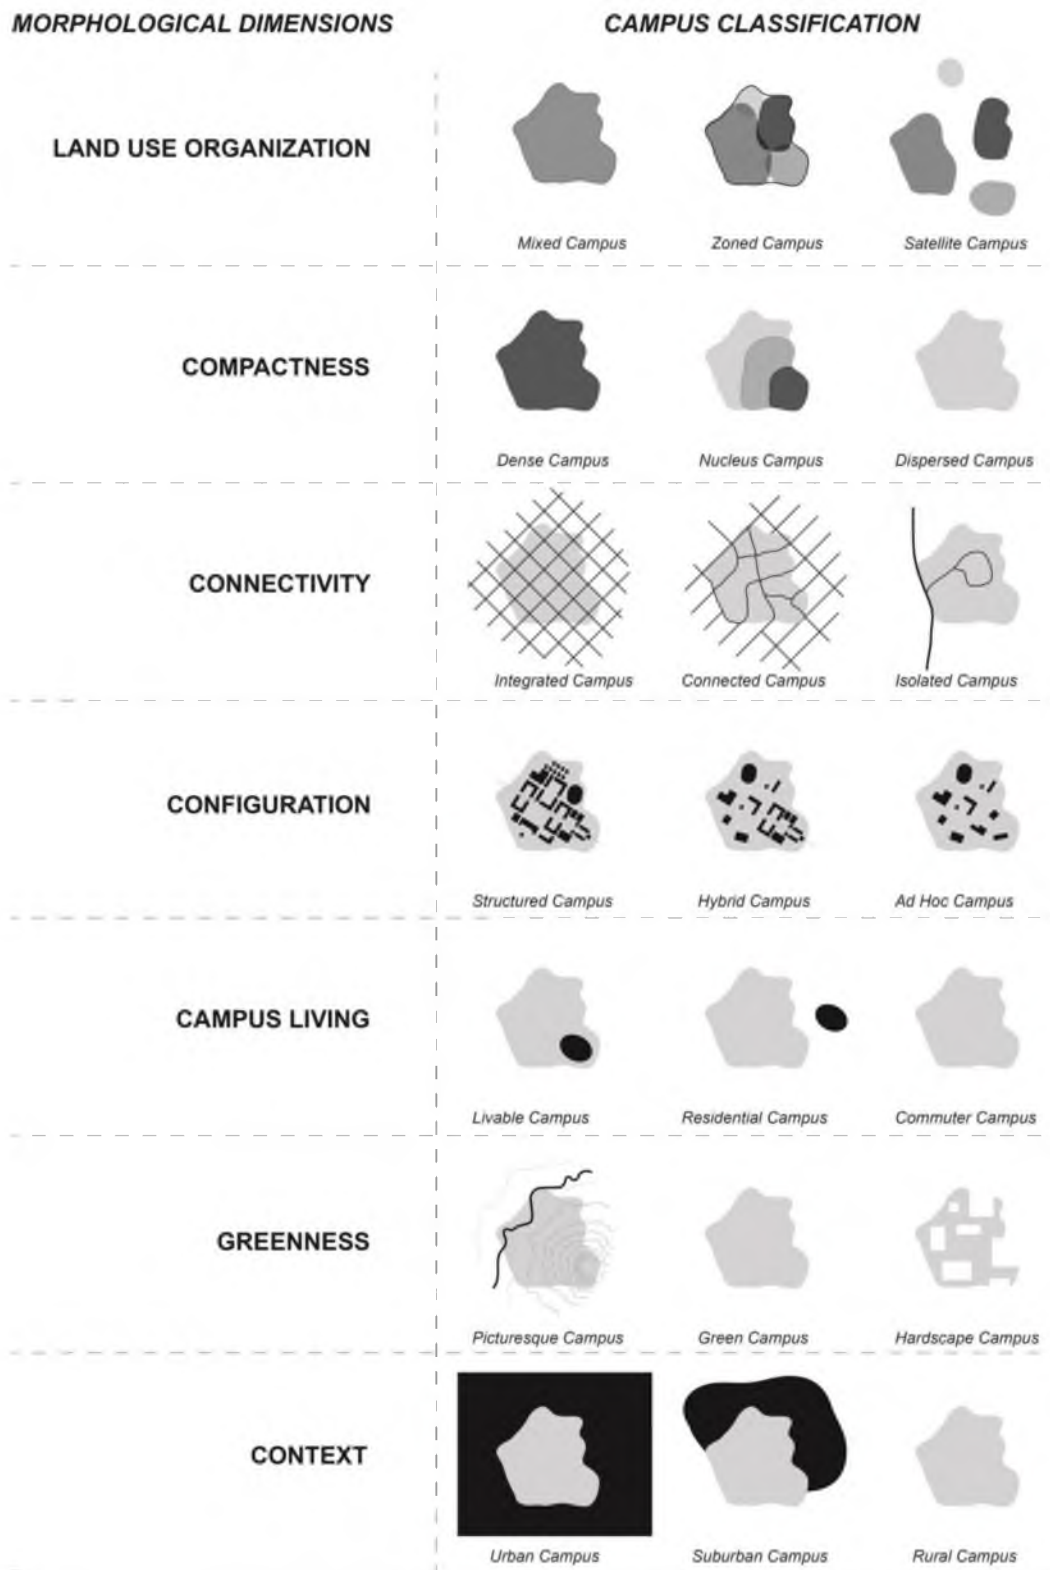 MORPHOLOGICAL DIMENSIONS
CAMPUS CLASSIFICATION
LAND USE ORGANIZATION
Mixed Campus
Zoned Campus
Satellite Campus
COMPACTNESS
Dense Campus
Nucleus Campus
Dispersed Campus
CONNECTIVITY
Integrated Campus
Connected Campus
Isolated Campus
CONFIGURATION
Structured Campus
Hybrid Campus
Ad Hoc Campus
CAMPUS LIVING
Livable Campus
Residential Campus
Commuter Campus
GREENNESS
Picturesque Campus
Green Campus
Hardscape Campus
CONTEXT
Urban Campus
Suburban Campus
Rural Campus